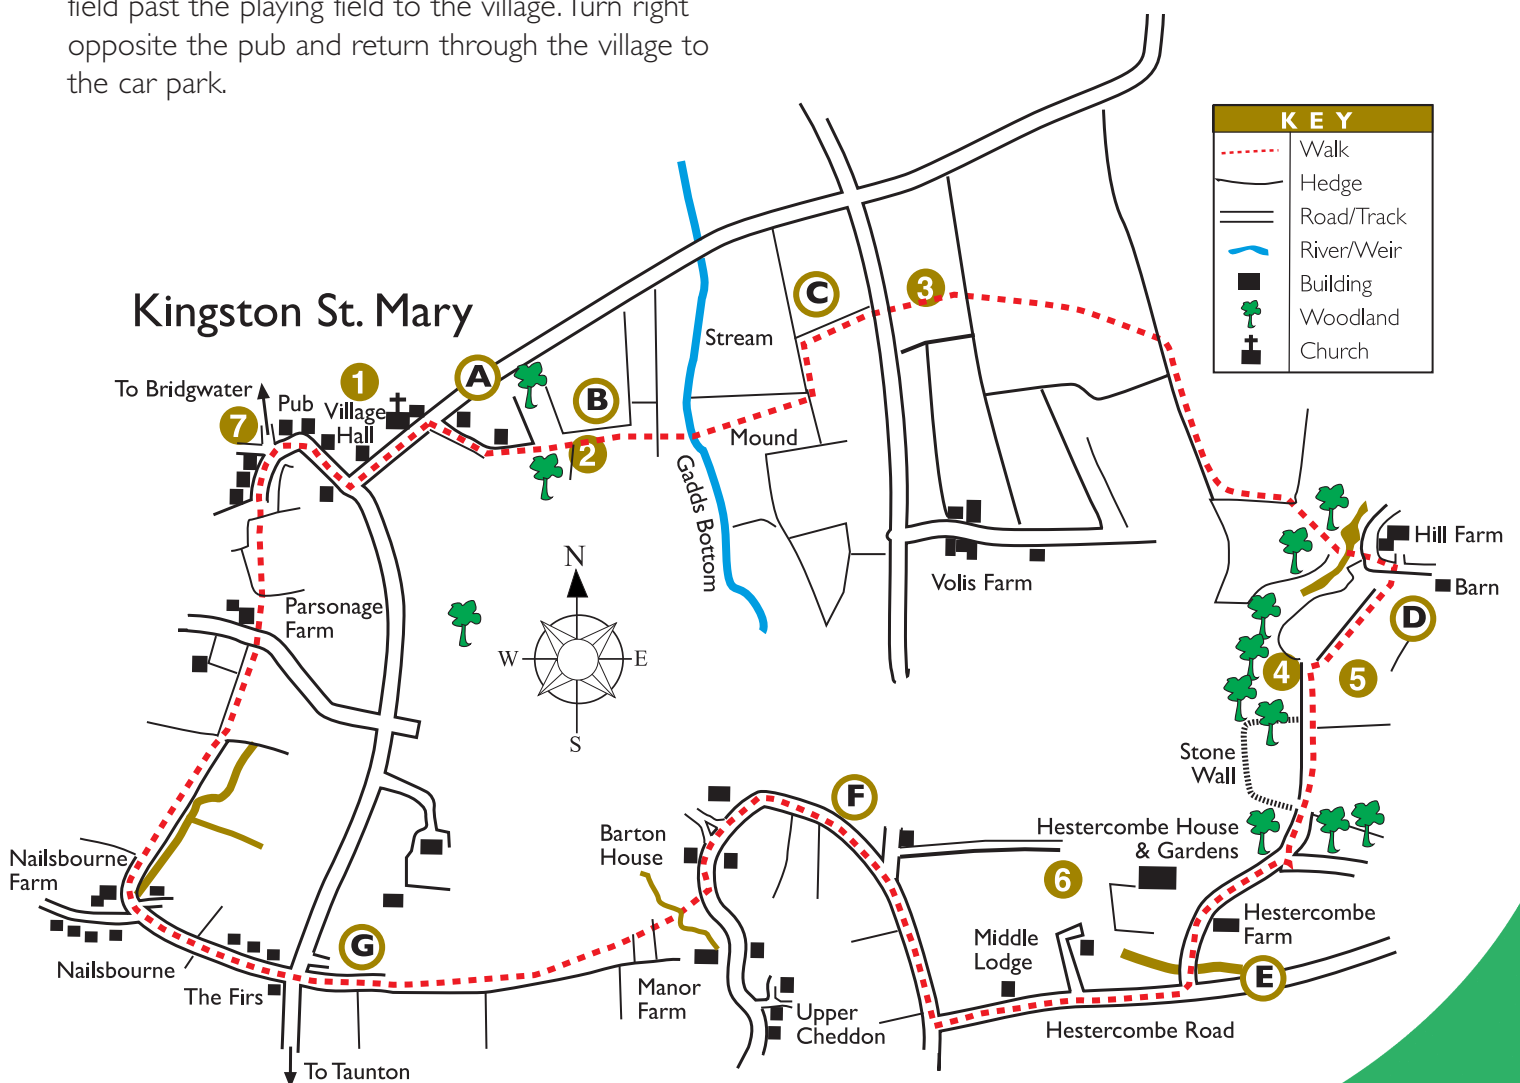 field past the playing field to the village. Turn right
opposite the pub and return through the village to
the car park.
KEY
Walk
Hedge
Road/Track
River/Weir
Building
Woodland
Church
Kingston St. Mary
To Bridgwater
7
Pub
1
Village
Hall
A
B
2
Stream
Mound
Gadds Bottom
C
3
Volis Farm
Hill Farm
Barn
D
4
5
Stone
Wall
Parsonage
Farm
N
W
E
S
Nailsbourne
Farm
Nailsbourne
The Firs
G
To Taunton
Barton
House
Manor
Farm
Upper
Cheddon
F
6
Hestercombe House
& Gardens
Hestercombe
Farm
Middle
Lodge
E
Hestercombe Road